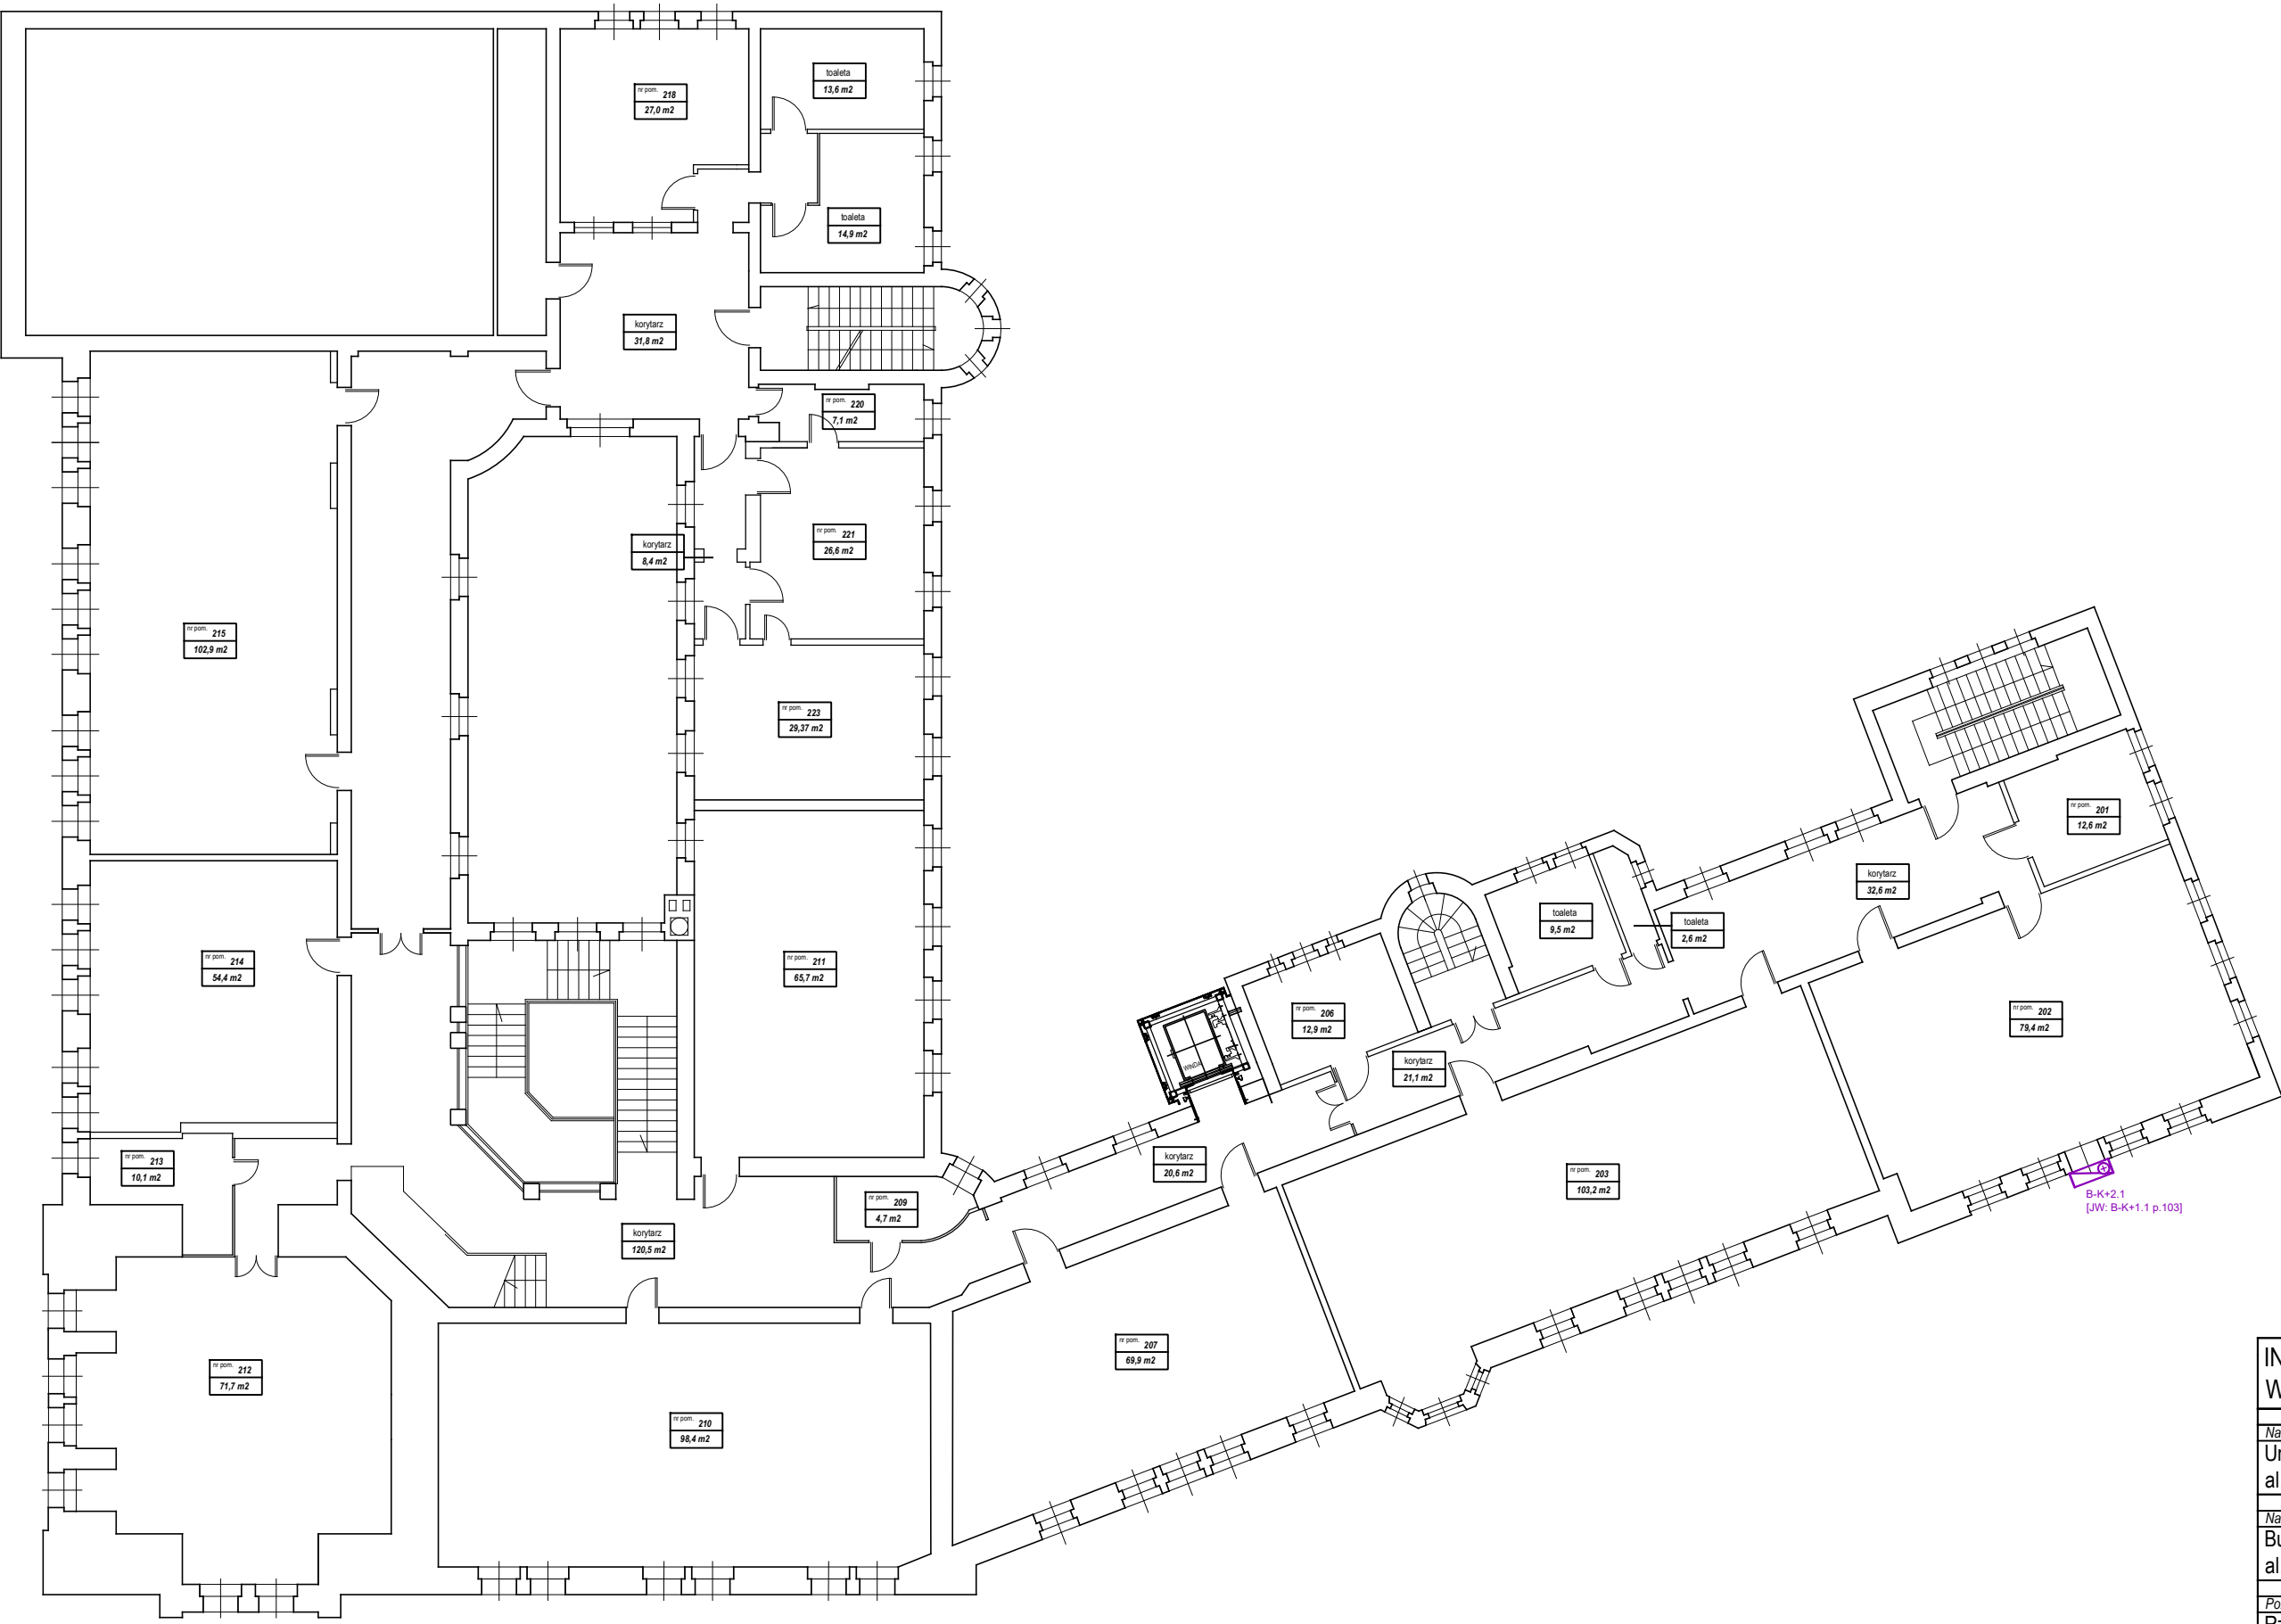 toaleta
13,6 m2
nr pom. 218
27,0 m2
toaleta
14,9 m2
korytarz
31,8 m2
nr pom. 220
7,1 m2
nr pom. 221
26,6 m2
korytarz
8,4 m2
nr pom. 215
102,9 m2
nr pom. 223
29,37 m2
nr pom. 201
12,6 m2
korytarz
32,6 m2
toaleta
9,5 m2
toaleta
2,6 m2
nr pom. 214
54,4 m2
nr pom. 211
65,7 m2
nr pom. 206
12,9 m2
nr pom. 202
79,4 m2
WINDA
korytarz
21,1 m2
nr pom. 213
10,1 m2
korytarz
20,6 m2
nr pom. 203
103,2 m2
B-K+2.1
[JW: B-K+1.1 p.103]
nr pom. 209
4,7 m2
korytarz
120,5 m2
nr pom. 207
69,9 m2
nr pom. 212
71,7 m2
nr pom. 210
98,4 m2
IN
W
Na
Ur
al
Na
Bu
al
Po